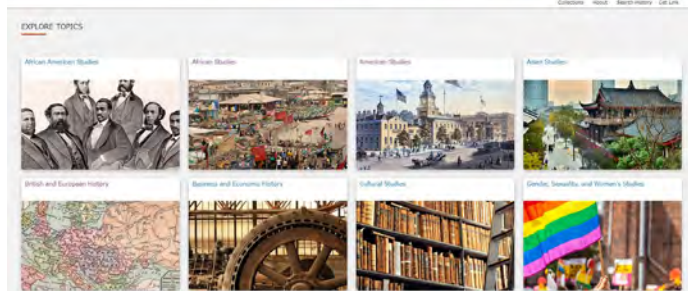 Collections About Search History Get Link
EXPLORE TOPICS
African American Studies
African Studies
American Studies
Asian Studies
British and European History
Business and Economic History
Cultural Studies
Gender, Sexuality, and Women's Studies